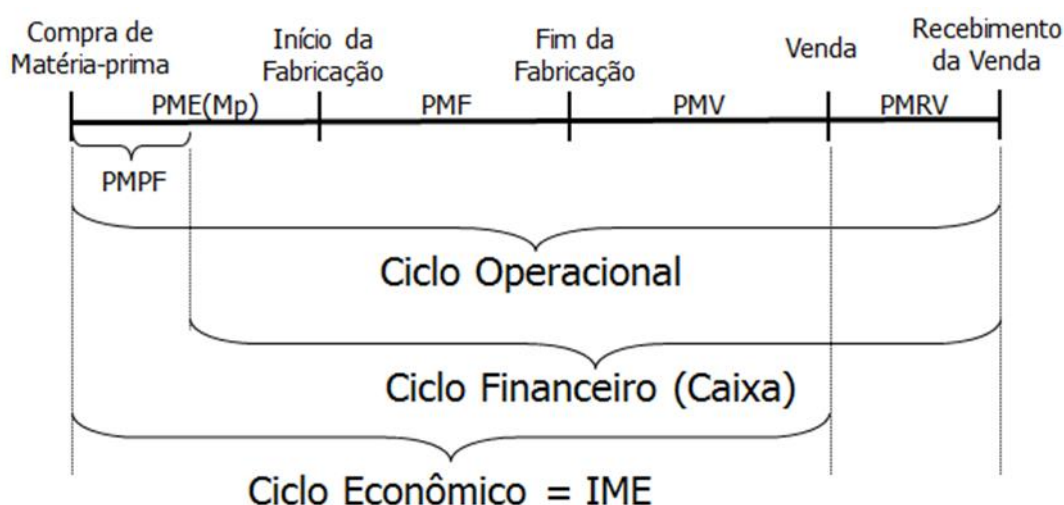 Compra de
Matéria-prima
Início da
Fabricação
Fim da
Fabricação
Venda
Recebimento
da Venda
PME(Mp)
PMF
PMV
PMRV
PMPF
Ciclo Operacional
Ciclo Financeiro (Caixa)
Ciclo Econômico = IME